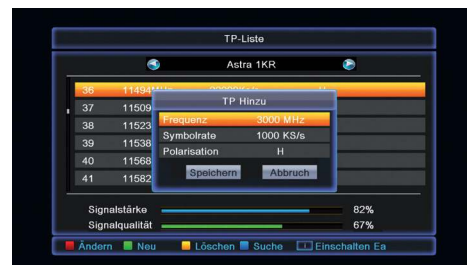 TP-Liste
Astra 1KR
36 11494 H
37 11509
38 11523
39 11538
40 11568
41 11582
TP Hinzu
Frequenz 3000 MHz
Symbolrate 1000 KS/s
Polarisation H
Speichern Abbruch
Signalstärke 82%
Signalqualität 67%
Ändern Neu Löschen Suche Einschalten Ea